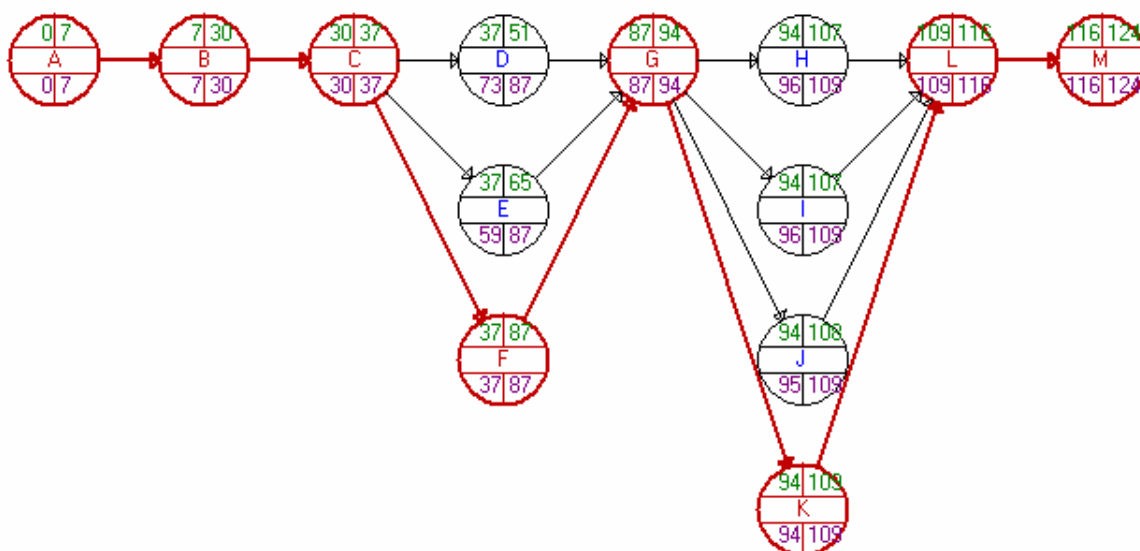 0 7 7 30 30 37 37 51 87 94 94 107 109 116 116 124
A B C D G H L M
0 7 7 30 30 37 73 87 87 94 96 109 109 116 116 124
37 65 94 107
E I
59 87 96 109
37 87 94 108
F J
37 87 95 109
94 109
K
94 109